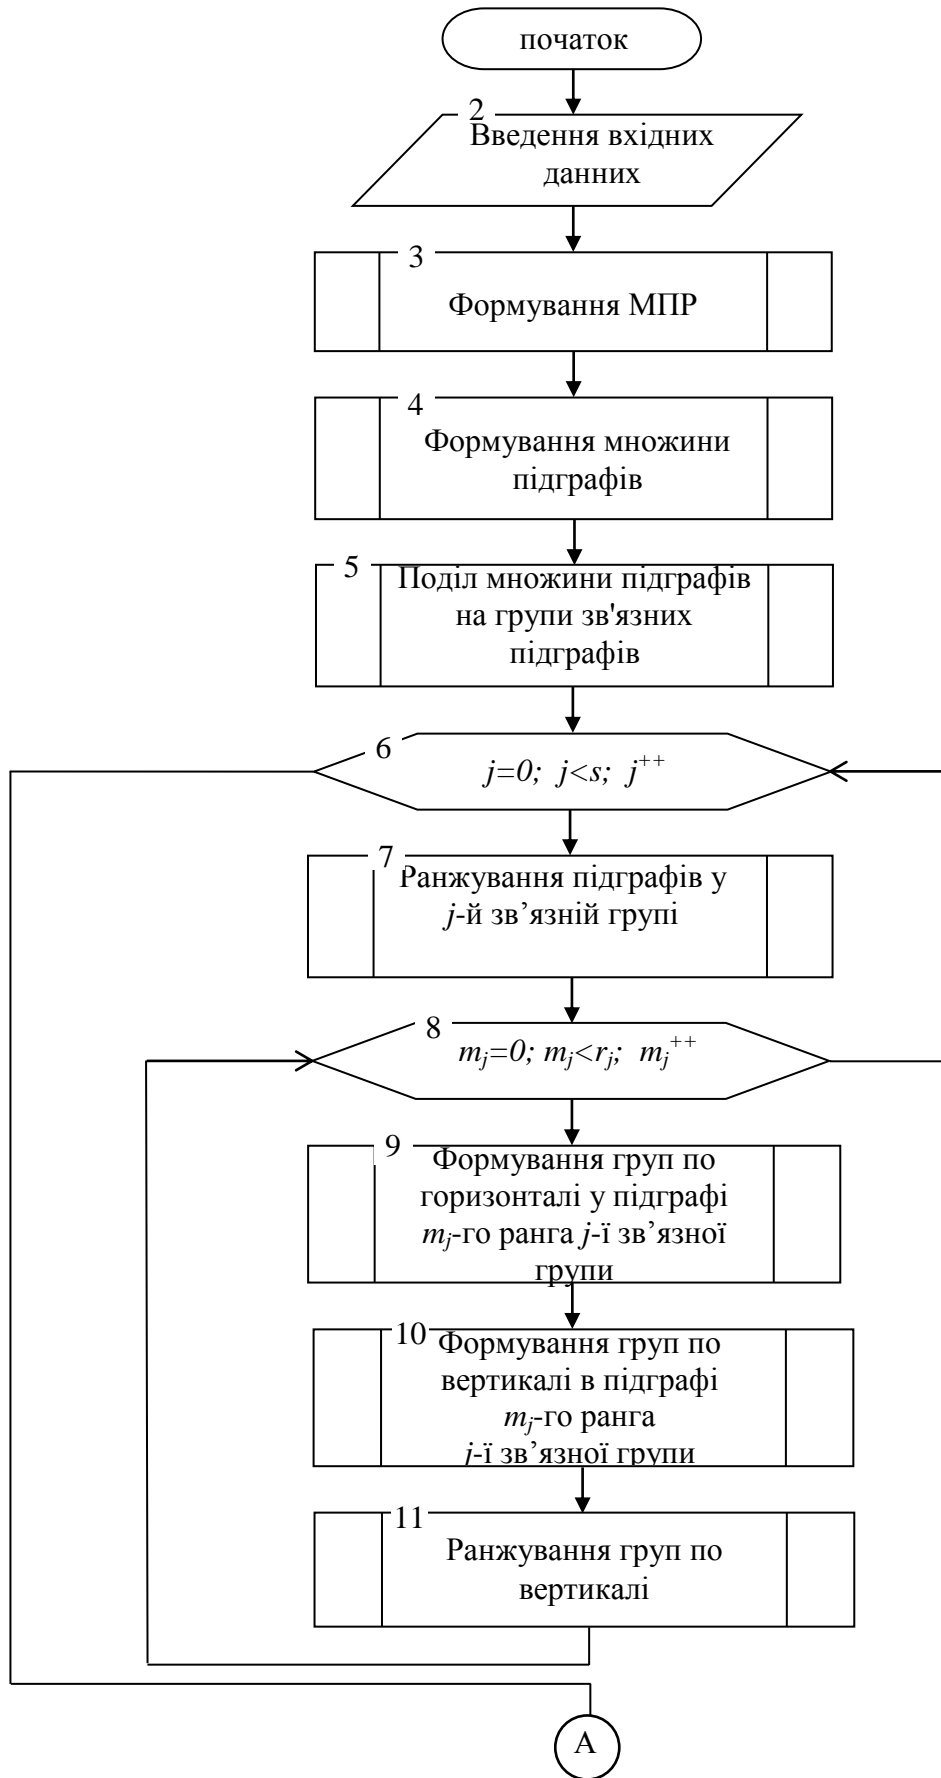 початок
2
Введення вхідних
данних
3
Формування МПР
4
Формування множини
підграфів
5
Поділ множини підграфів
на групи зв'язних
підграфів
6
j=0; j<s; j⁺⁺
7
Ранжування підграфів у
j-й зв’язній групі
8
mⱼ=0; mⱼ<rⱼ; mⱼ⁺⁺
9
Формування груп по
горизонталі у підграфі
mⱼ-го ранга j-ї зв’язної
групи
10
Формування груп по
вертикалі в підграфі
mⱼ-го ранга
j-ї зв’язної групи
11
Ранжування груп по
вертикалі
А